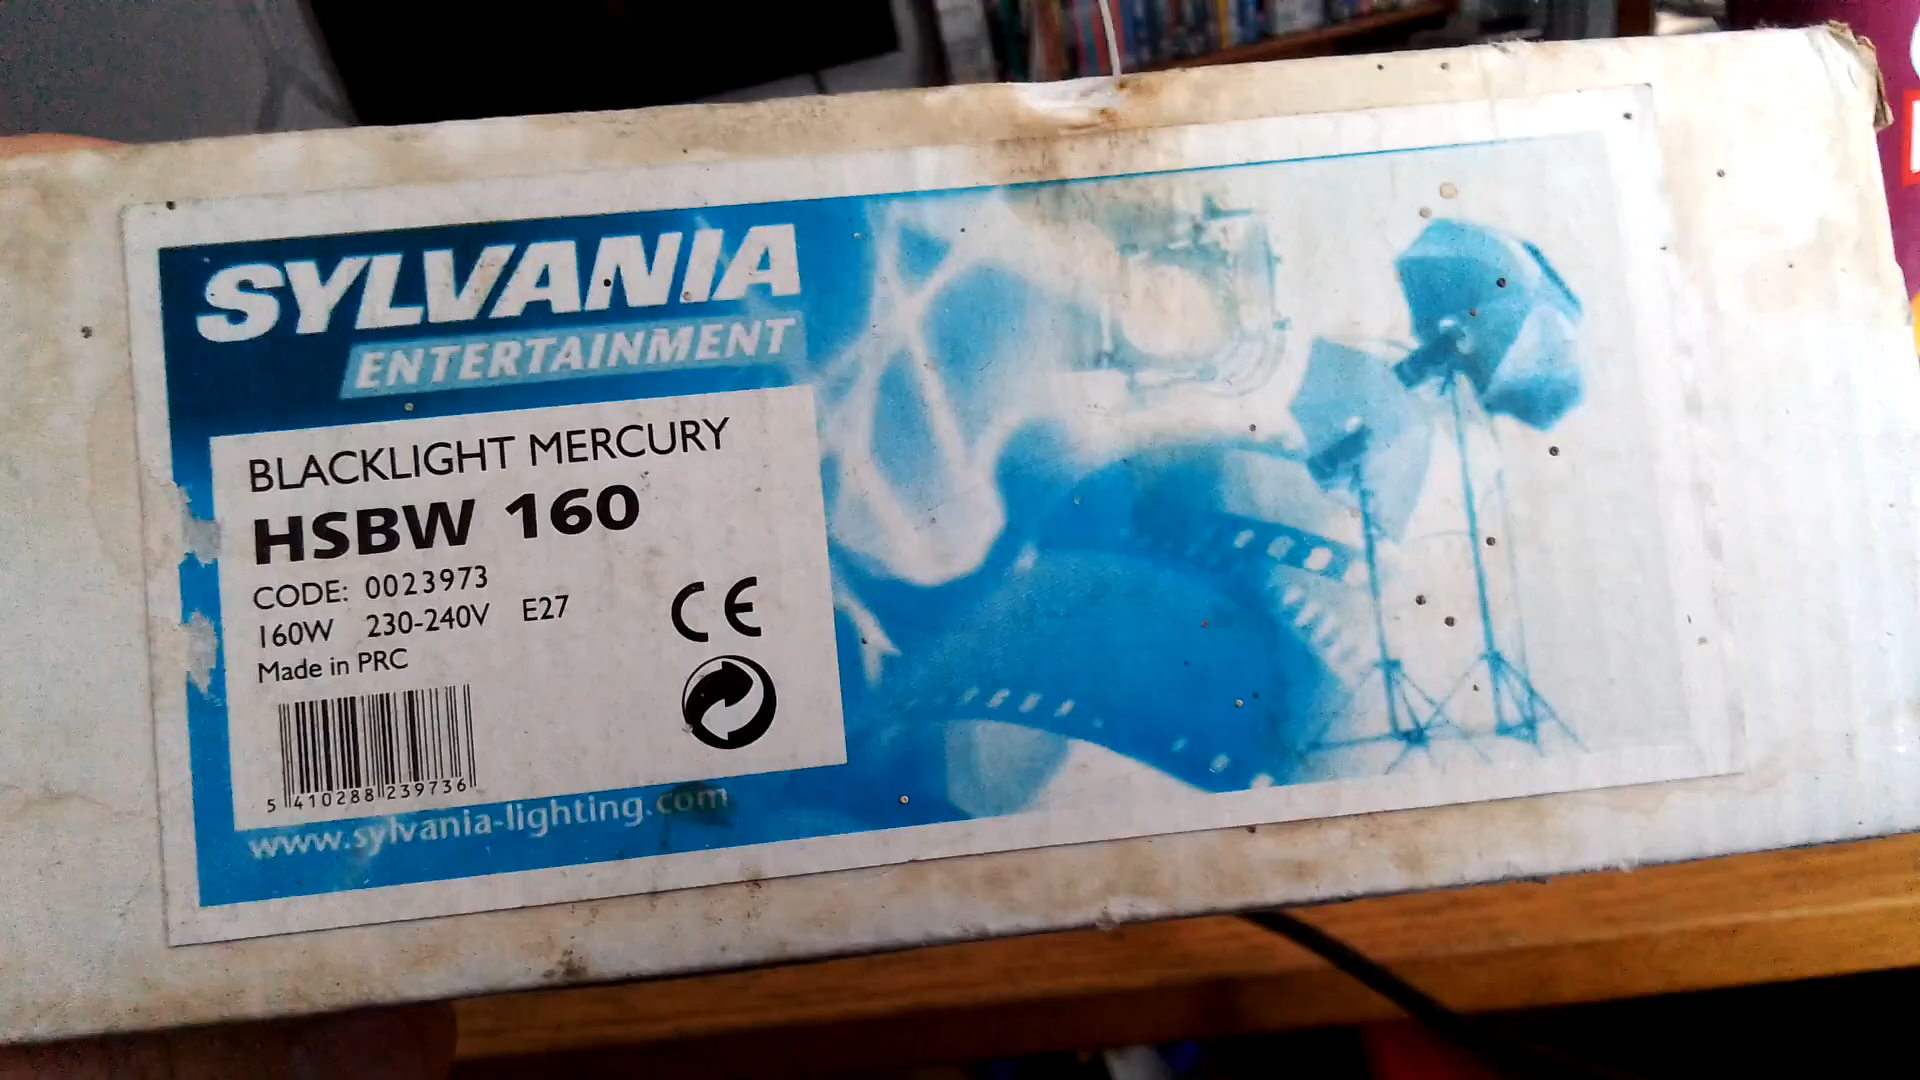 SYLVANIA
ENTERTAINMENT
BLACKLIGHT MERCURY
HSBW 160
CODE: 0023973
160W 230-240V E27
Made in PRC
CE
5 410288 239736
www.sylvania-lighting.com